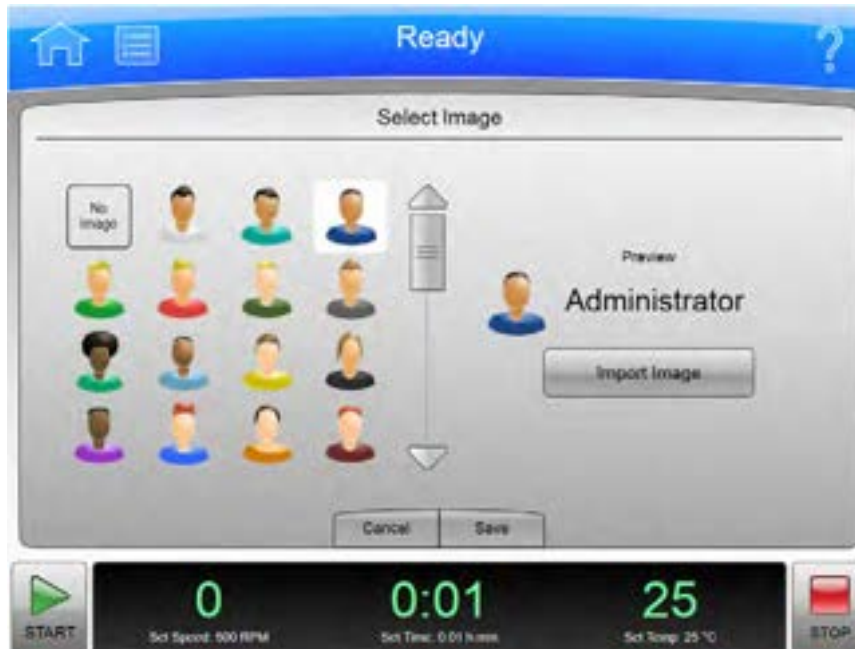 Ready
?
Select Image
No
Image
Preview
Administrator
Import Image
Cancel
Save
START
0
Set Speed: 500 RPM
0:01
Set Time: 0:01 h:mm
25
Set Temp: 25 °C
STOP